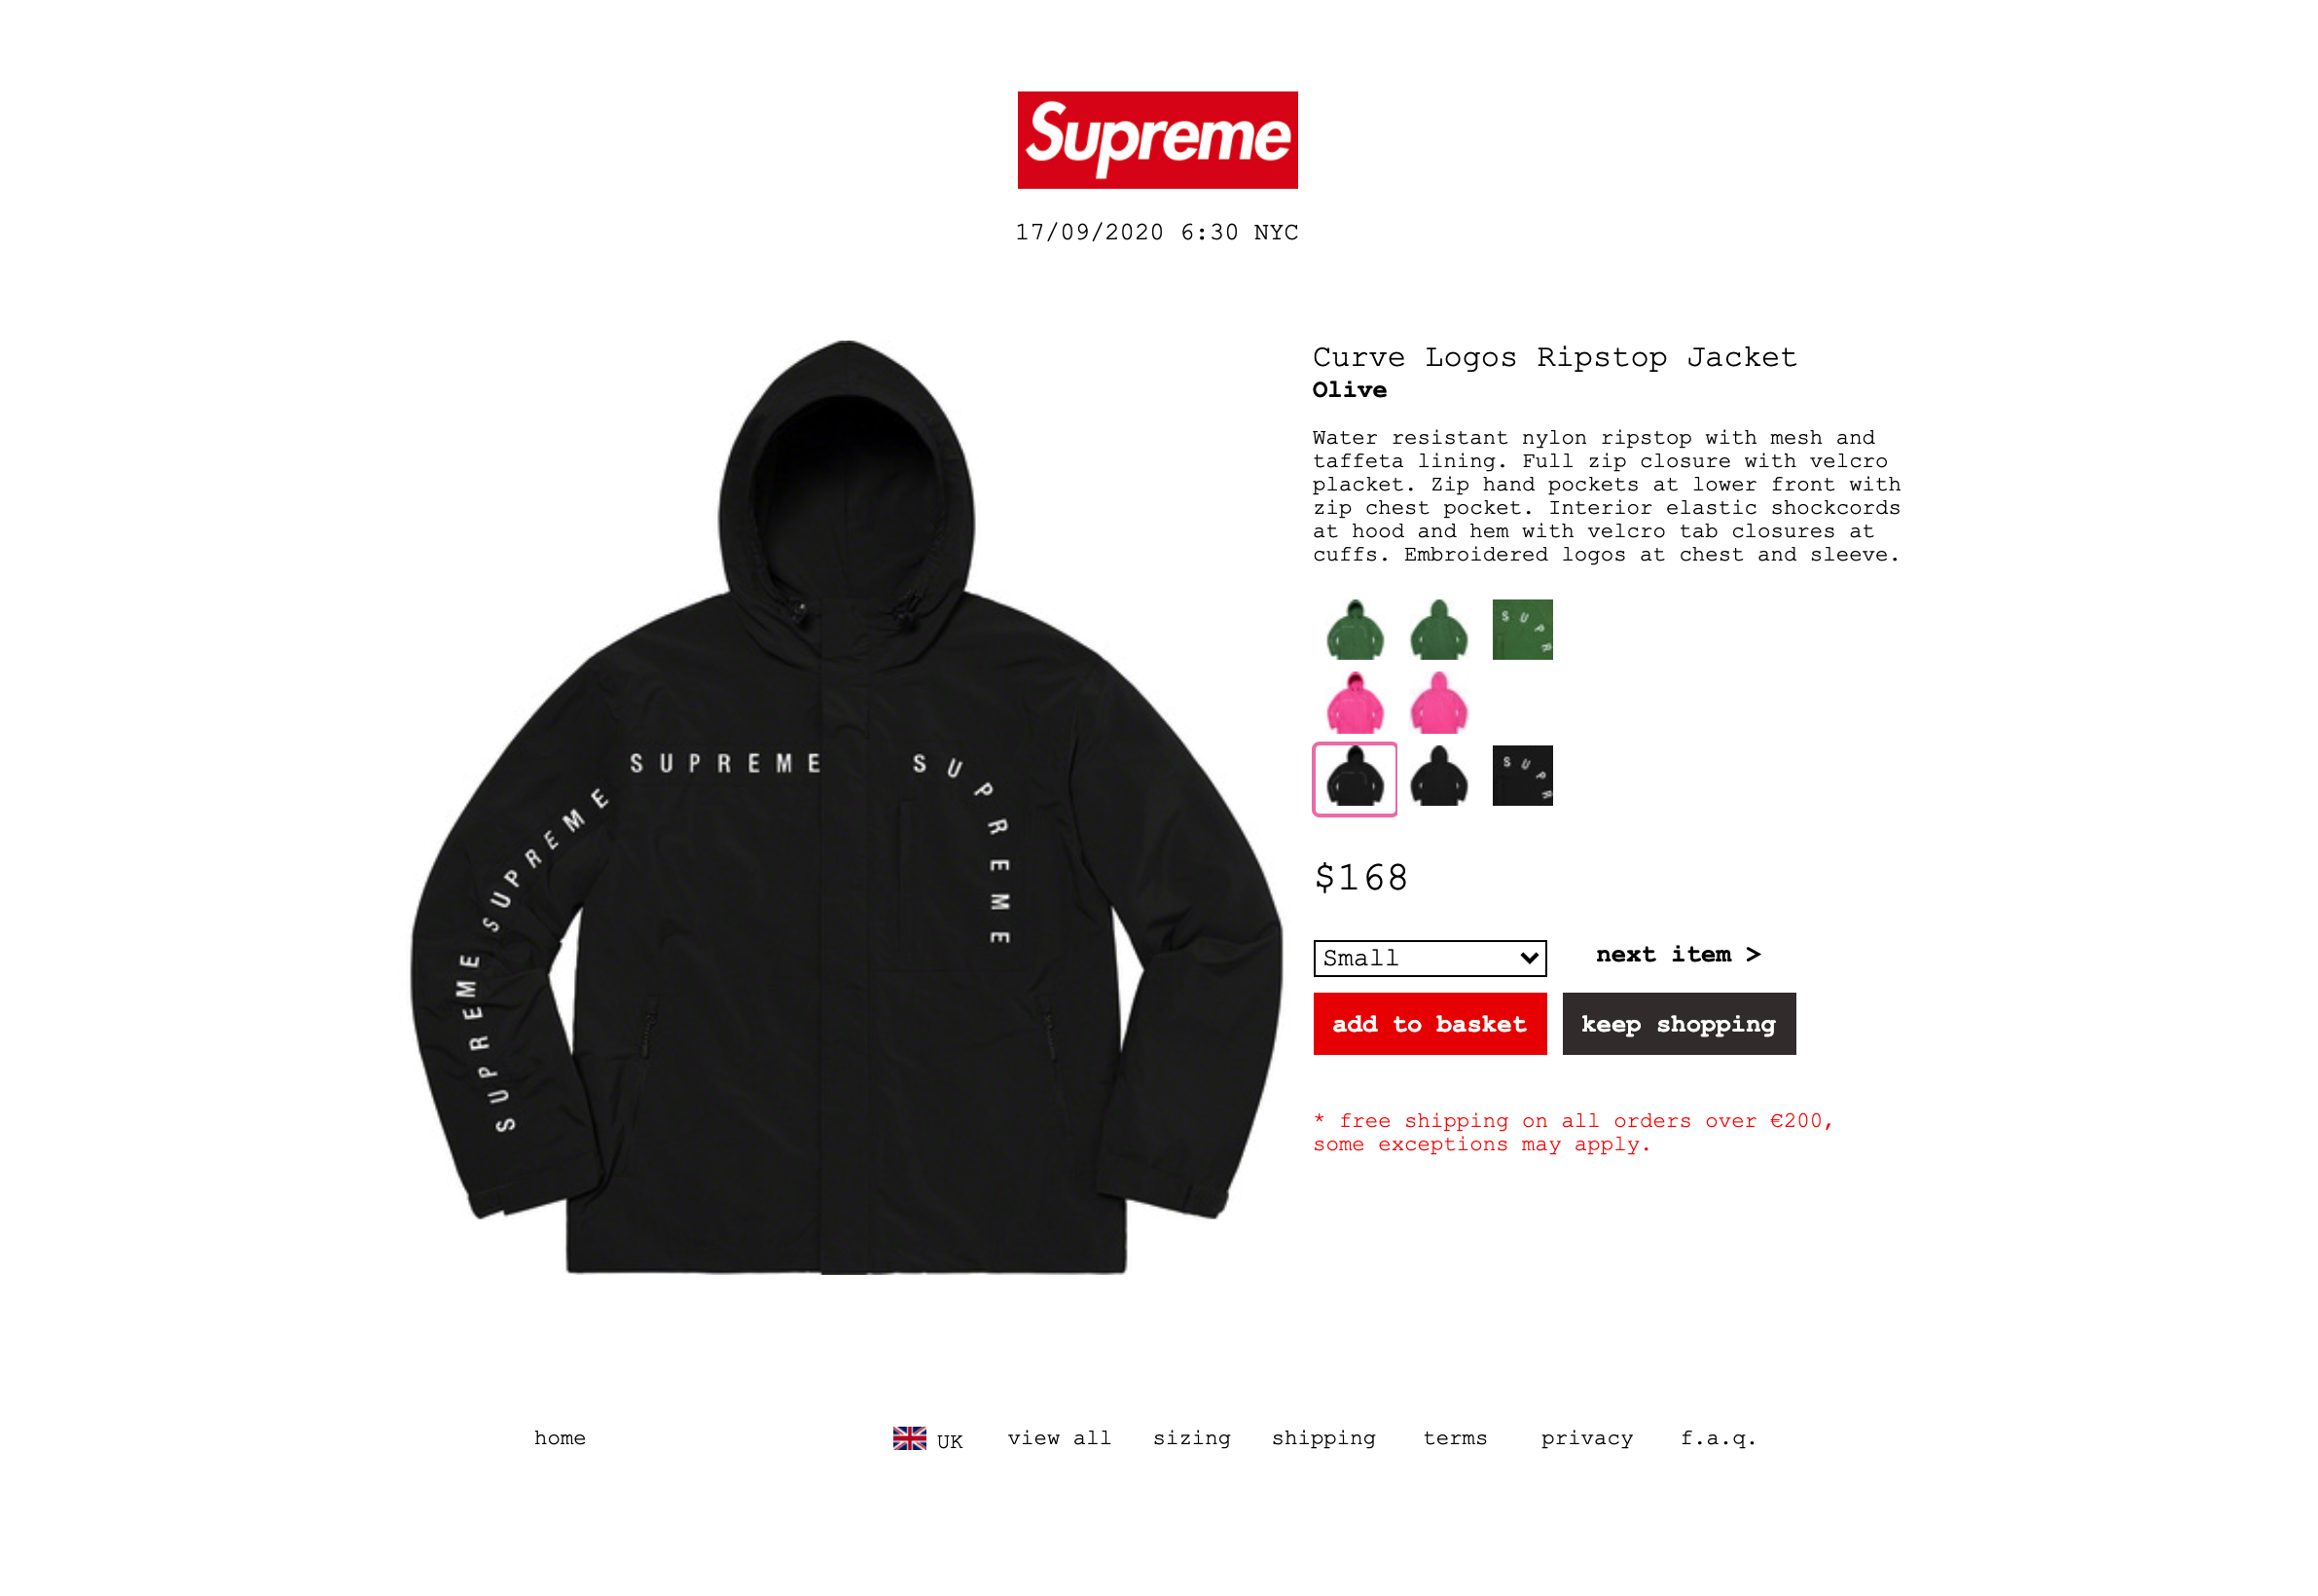 Supreme
17/09/2020 6:30 NYC
Curve Logos Ripstop Jacket
Olive
Water resistant nylon ripstop with mesh and
taffeta lining. Full zip closure with velcro
placket. Zip hand pockets at lower front with
zip chest pocket. Interior elastic shockcords
at hood and hem with velcro tab closures at
cuffs. Embroidered logos at chest and sleeve.
SUPR
SUPR
SUPREME
SUPREME
SUPREME
SUPREME
$168
Small
next item >
add to basket
keep shopping
* free shipping on all orders over €200,
some exceptions may apply.
home
UK
view all
sizing
shipping
terms
privacy
f.a.q.